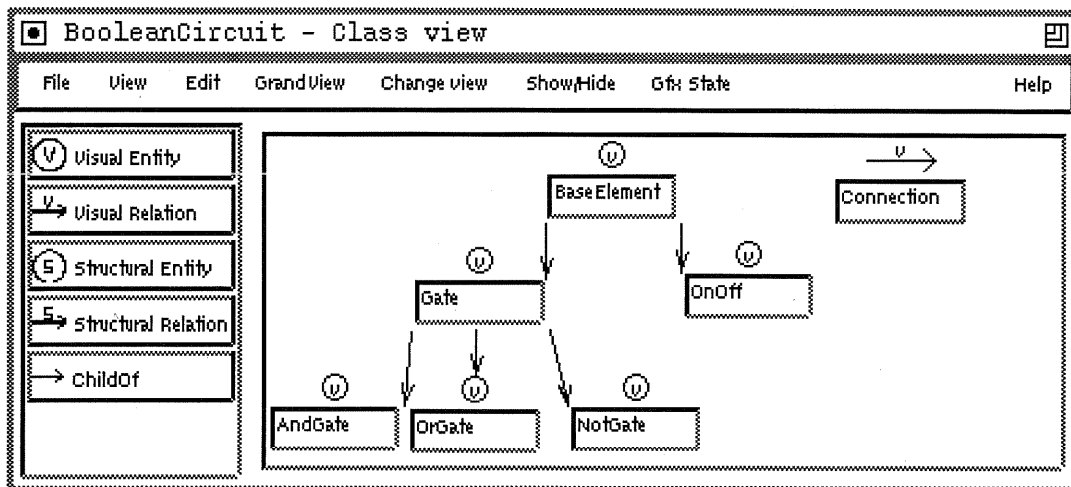 BooleanCircuit - Class view
File View Edit GrandView Change view Show/Hide Gfx State Help
V Visual Entity
V Visual Relation
S Structural Entity
S Structural Relation
ChildOf
V
BaseElement
V
Connection
V
Gate
V
OnOff
V
AndGate
V
OrGate
V
NotGate